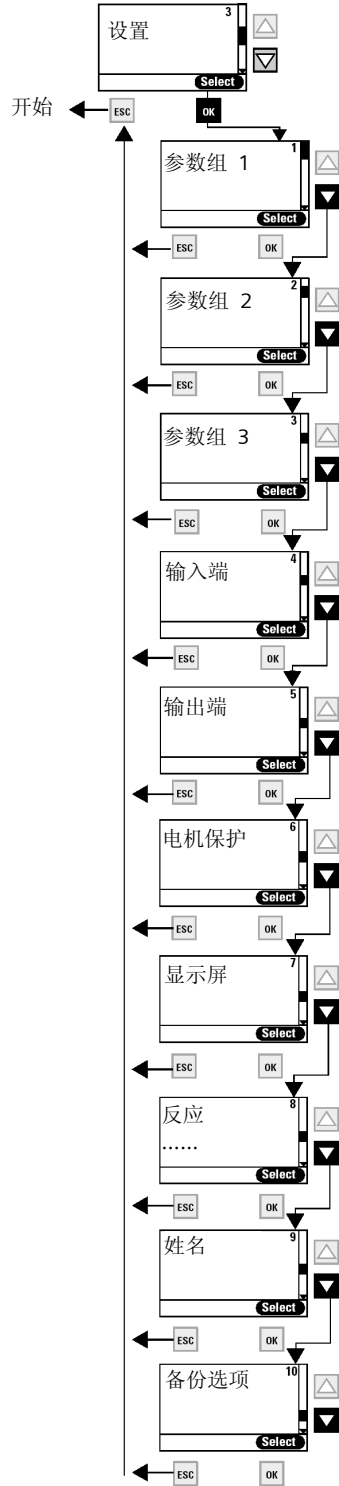 3
设置
Select
开始
ESC
OK
1
参数组 1
Select
ESC
OK
2
参数组 2
Select
ESC
OK
3
参数组 3
Select
ESC
OK
4
输入端
Select
ESC
OK
5
输出端
Select
ESC
OK
6
电机保护
Select
ESC
OK
7
显示屏
Select
ESC
OK
8
反应
······
Select
ESC
OK
9
姓名
Select
ESC
OK
10
备份选项
Select
ESC
OK